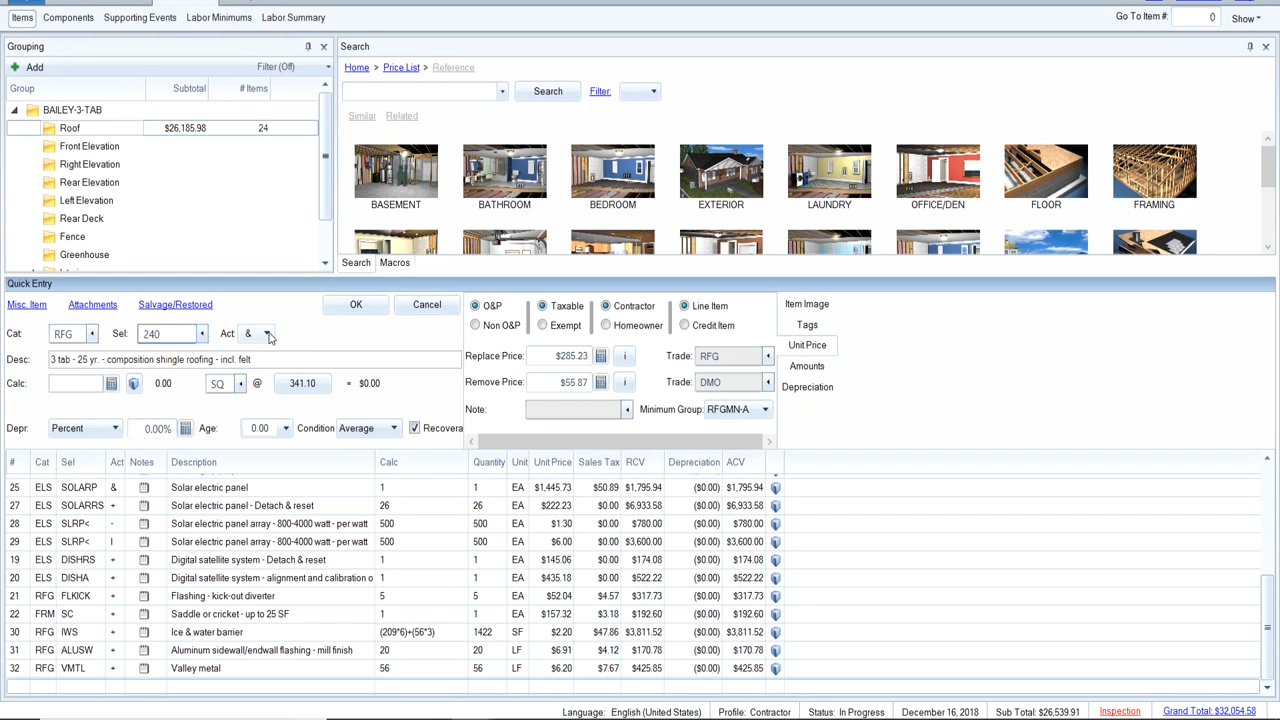 Items Components Supporting Events Labor Minimums Labor Summary Go To Item #: 0 Show
Grouping Search
Add Filter (Off) Home > Price List > Reference
Group Subtotal # Items Search Filter:
BAILEY-3-TAB Similar Related
Roof $26,185.98 24
Front Elevation
Right Elevation
Rear Elevation
Left Elevation BASEMENT BATHROOM BEDROOM EXTERIOR LAUNDRY OFFICE/DEN FLOOR FRAMING
Rear Deck
Fence
Greenhouse
Search Macros
Quick Entry
Misc. Item Attachments Salvage/Restored OK Cancel O&P Taxable Contractor Line Item Item Image
Non O&P Exempt Homeowner Credit Item Tags
Cat: RFG Sel: 240 Act: & Unit Price
Desc: 3 tab - 25 yr. - composition shingle roofing - incl. felt Replace Price: $285.23 i Trade: RFG Amounts
Calc: 0.00 SQ @ 341.10 = $0.00 Remove Price: $55.87 i Trade: DMO Depreciation
Note: Minimum Group: RFGMN-A
Depr: Percent 0.00% Age: 0.00 Condition Average Recovera
# Cat Sel Act Notes Description Calc Quantity Unit Unit Price Sales Tax RCV Depreciation ACV
25 ELS SOLARP & Solar electric panel 1 1 EA $1,445.73 $50.89 $1,795.94 ($0.00) $1,795.94
27 ELS SOLARRS + Solar electric panel - Detach & reset 26 26 EA $222.23 $0.00 $6,933.58 ($0.00) $6,933.58
28 ELS SLRP< - Solar electric panel array - 800-4000 watt - per watt 500 500 EA $1.30 $0.00 $780.00 ($0.00) $780.00
29 ELS SLRP< I Solar electric panel array - 800-4000 watt - per watt 500 500 EA $6.00 $0.00 $3,600.00 ($0.00) $3,600.00
19 ELS DISHRS + Digital satellite system - Detach & reset 1 1 EA $145.06 $0.00 $174.08 ($0.00) $174.08
20 ELS DISHA + Digital satellite system - alignment and calibration o 1 1 EA $435.18 $0.00 $522.22 ($0.00) $522.22
21 RFG FLKICK + Flashing - kick-out diverter 5 5 EA $52.04 $4.57 $317.73 ($0.00) $317.73
22 FRM SC + Saddle or cricket - up to 25 SF 1 1 EA $157.32 $3.18 $192.60 ($0.00) $192.60
30 RFG IWS + Ice & water barrier (209*6)+(56*3) 1422 SF $2.20 $47.86 $3,811.52 ($0.00) $3,811.52
31 RFG ALUSW + Aluminum sidewall/endwall flashing - mill finish 20 20 LF $6.91 $4.12 $170.78 ($0.00) $170.78
32 RFG VMTL + Valley metal 56 56 LF $6.20 $7.67 $425.85 ($0.00) $425.85
Language: English (United States) Profile: Contractor Status: In Progress December 16, 2018 Sub Total: $26,539.91 Inspection Grand Total: $32,054.58